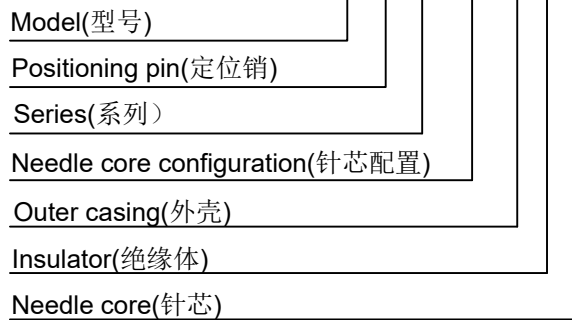 Model(型号)
Positioning pin(定位销)
Series(系列）
Needle core configuration(针芯配置)
Outer casing(外壳)
Insulator(绝缘体)
Needle core(针芯)